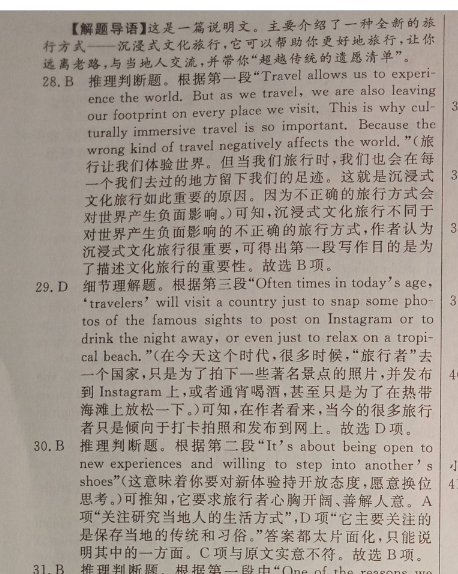 【解题导语】这是一篇说明文。主要介绍了一种全新的旅
行方式——沉浸式文化旅行，它可以帮助你更好地旅行，让你
远离老路，与当地人交流，并带你“超越传统的遗愿清单”。
28. B 推理判断题。根据第一段“Travel allows us to experi-
ence the world. But as we travel, we are also leaving
our footprint on every place we visit. This is why cul-
turally immersive travel is so important. Because the
wrong kind of travel negatively affects the world. ”(旅
行让我们体验世界。但当我们旅行时，我们也会在每
一个我们去过的地方留下我们的足迹。这就是沉浸式
文化旅行如此重要的原因。因为不正确的旅行方式会
对世界产生负面影响。)可知，沉浸式文化旅行不同于
对世界产生负面影响的不正确的旅行方式，作者认为
沉浸式文化旅行很重要，可得出第一段写作目的是为
了描述文化旅行的重要性。故选 B 项。
29. D 细节理解题。根据第三段“Often times in today's age,
‘travelers’ will visit a country just to snap some pho-
tos of the famous sights to post on Instagram or to
drink the night away, or even just to relax on a tropi-
cal beach. ”(在今天这个时代，很多时候，“旅行者”去
一个国家，只是为了拍下一些著名景点的照片，并发布
到 Instagram 上，或者通宵喝酒，甚至只是为了在热带
海滩上放松一下。)可知，在作者看来，当今的很多旅行
者只是倾向于打卡拍照和发布到网上。故选 D 项。
30. B 推理判断题。根据第二段“It's about being open to
new experiences and willing to step into another's
shoes”(这意味着你要对新体验持开放态度，愿意换位
思考。)可推知，它要求旅行者心胸开阔、善解人意。A
项“关注研究当地人的生活方式”，D 项“它主要关注的
是保存当地的传统和习俗。”答案都太片面化，只能说
明其中的一方面。C 项与原文实意不符。故选 B 项。
31. B 推理判断题。根据第一段中“One of the reasons we